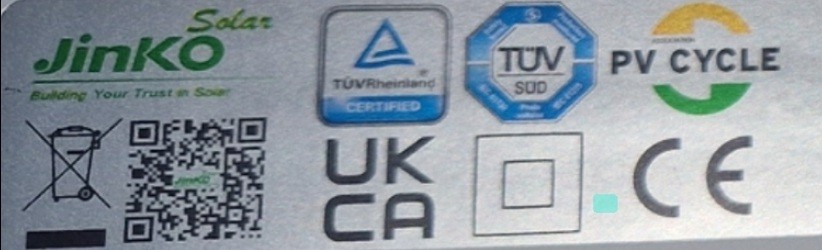 Solar
JinKO
Building Your Trust in Solar
TÜVRheinland®
CERTIFIED
TÜV
SÜD
PV CYCLE
UK
CA
CE